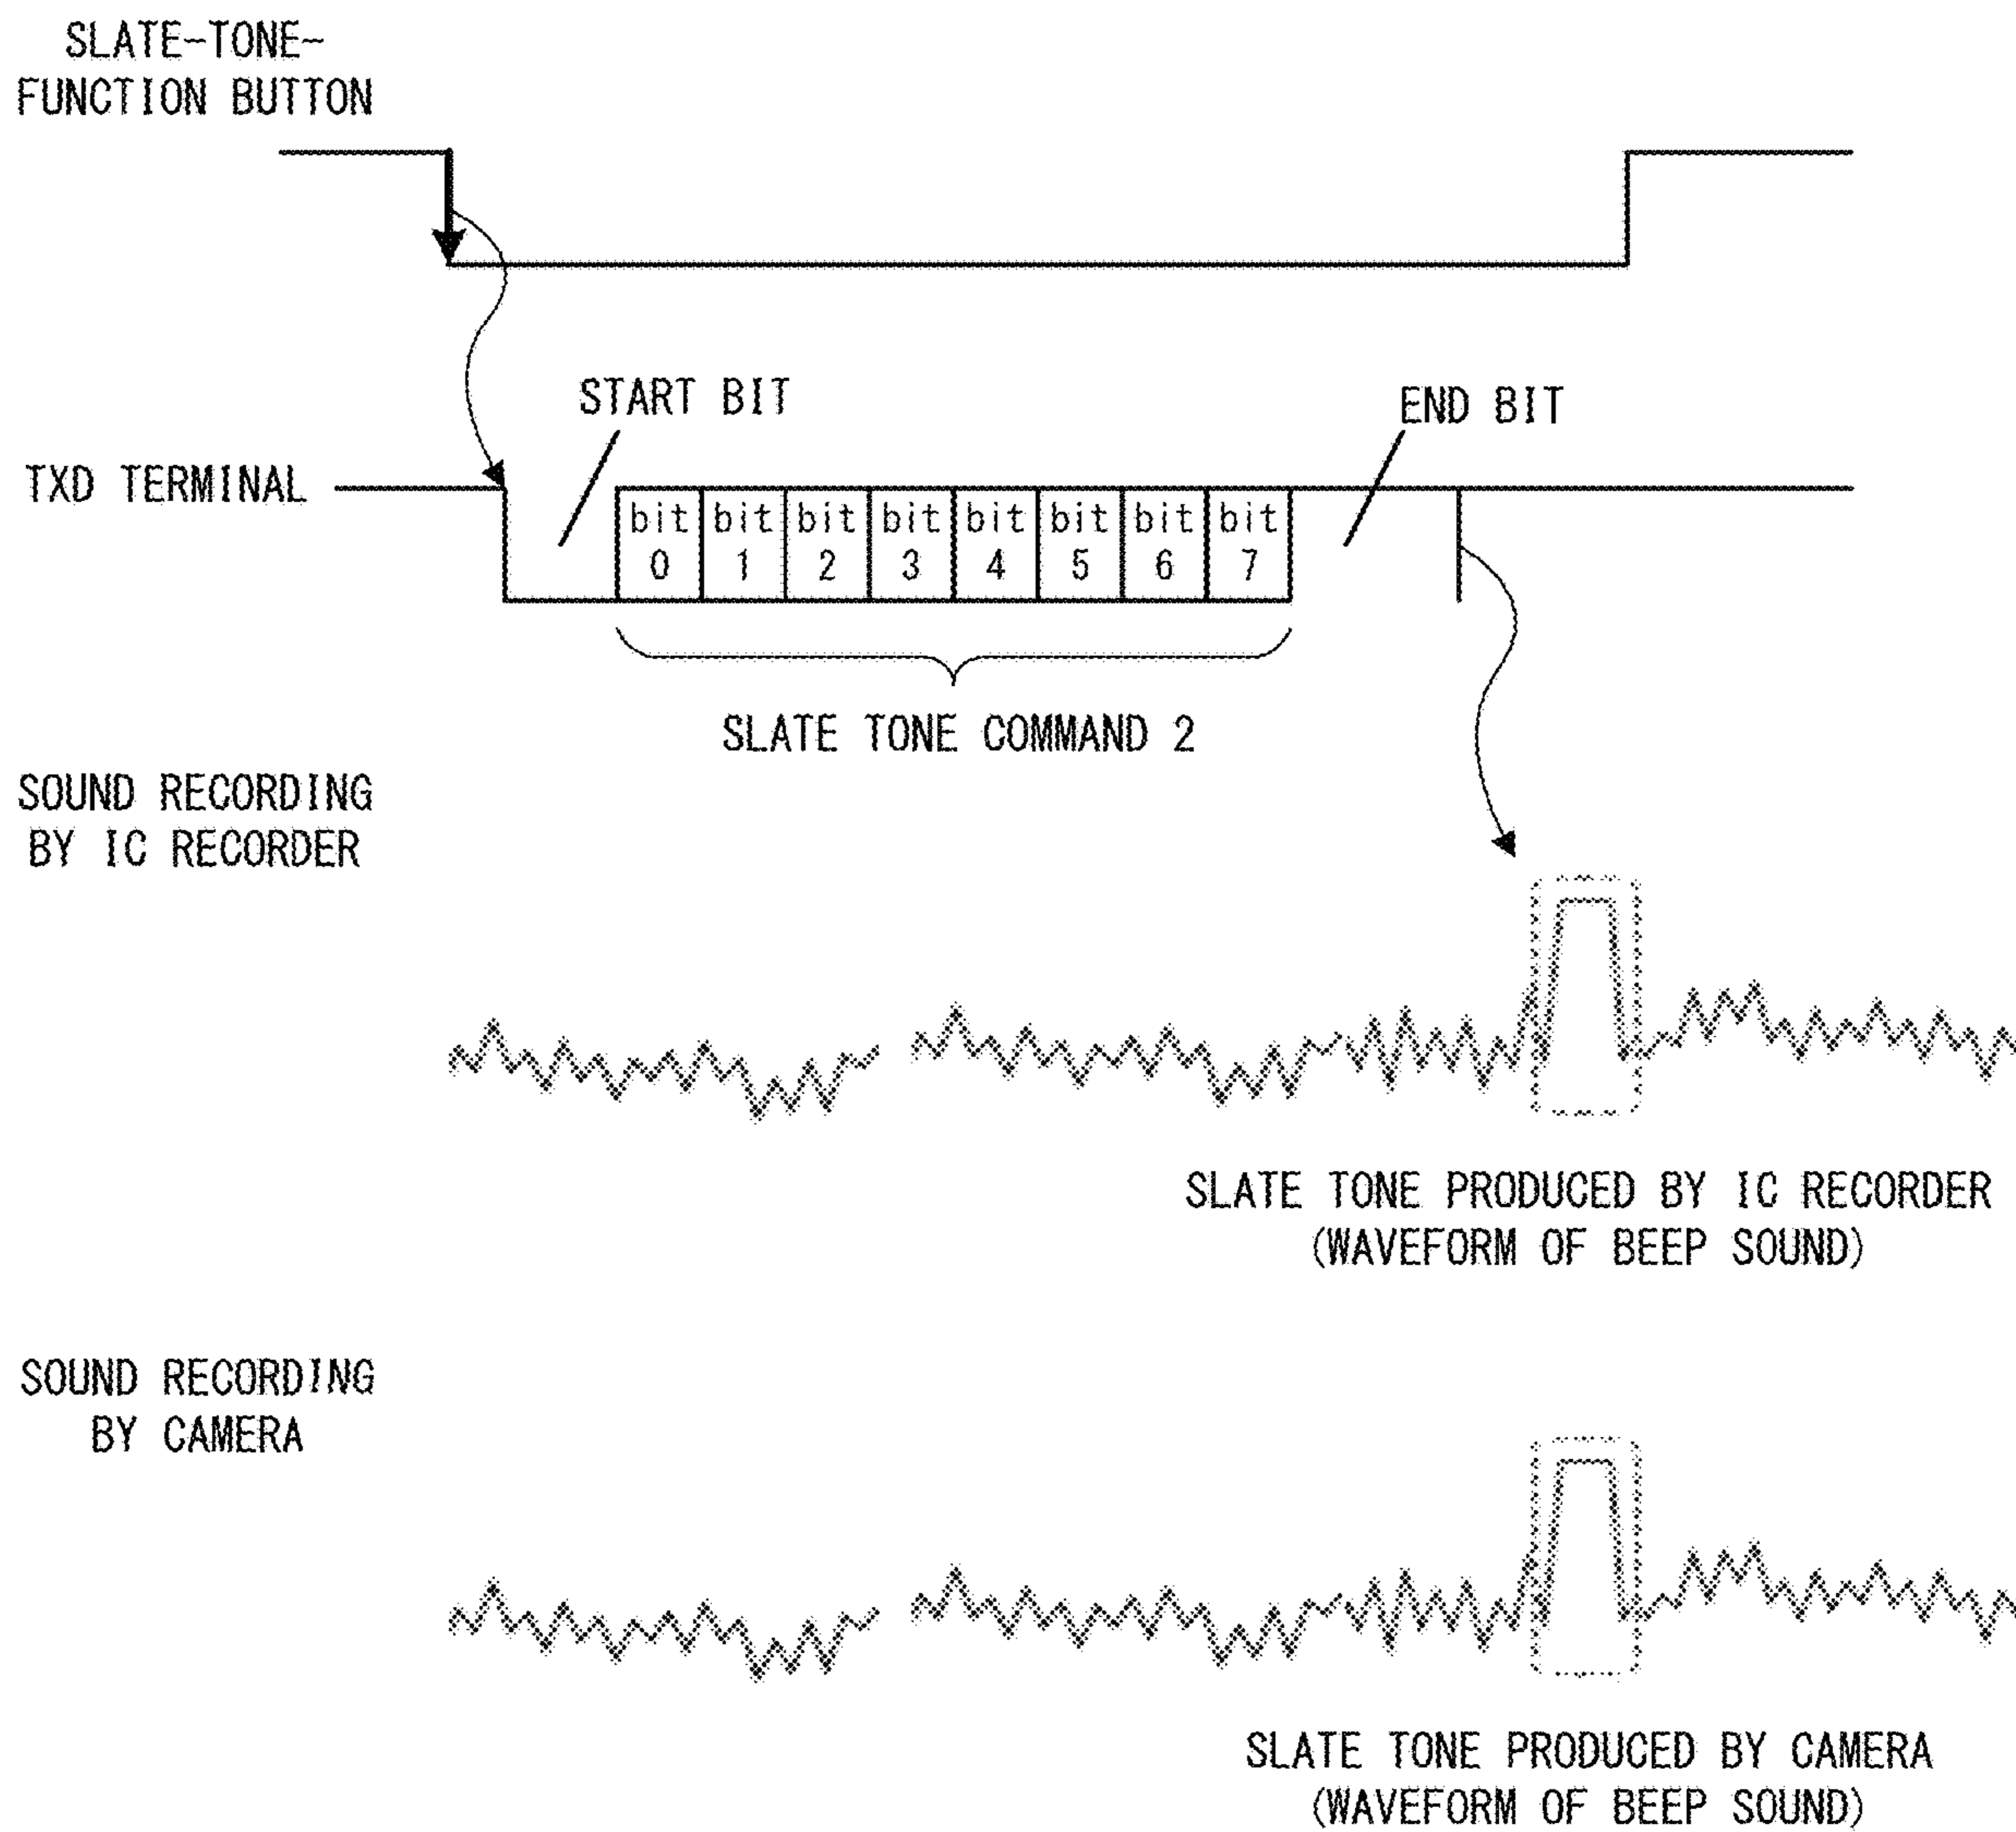 SLATE-TONE-
FUNCTION BUTTON
START BIT
END BIT
TXD TERMINAL
bit 0
bit 1
bit 2
bit 3
bit 4
bit 5
bit 6
bit 7
SLATE TONE COMMAND 2
SOUND RECORDING
BY IC RECORDER
SLATE TONE PRODUCED BY IC RECORDER
(WAVEFORM OF BEEP SOUND)
SOUND RECORDING
BY CAMERA
SLATE TONE PRODUCED BY CAMERA
(WAVEFORM OF BEEP SOUND)